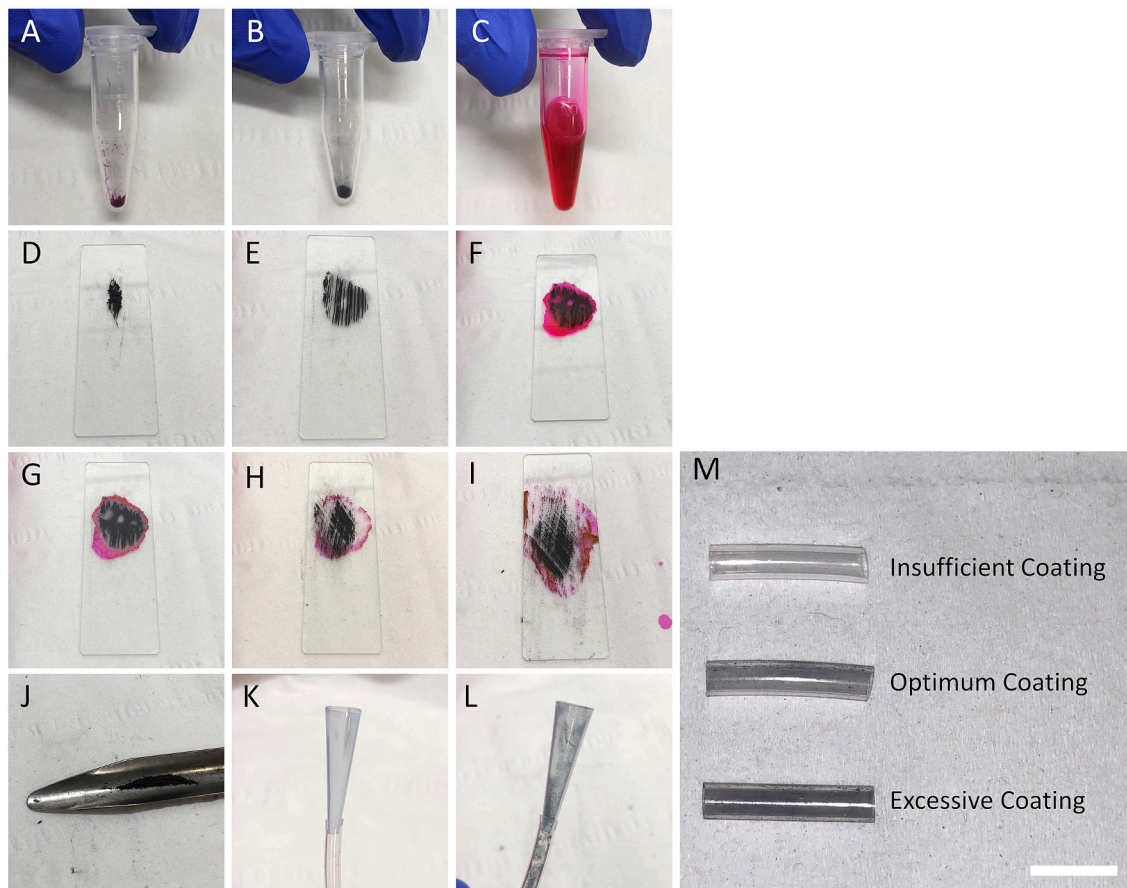 A
B
C
D
E
F
G
H
I
J
K
L
M
Insufficient Coating
Optimum Coating
Excessive Coating